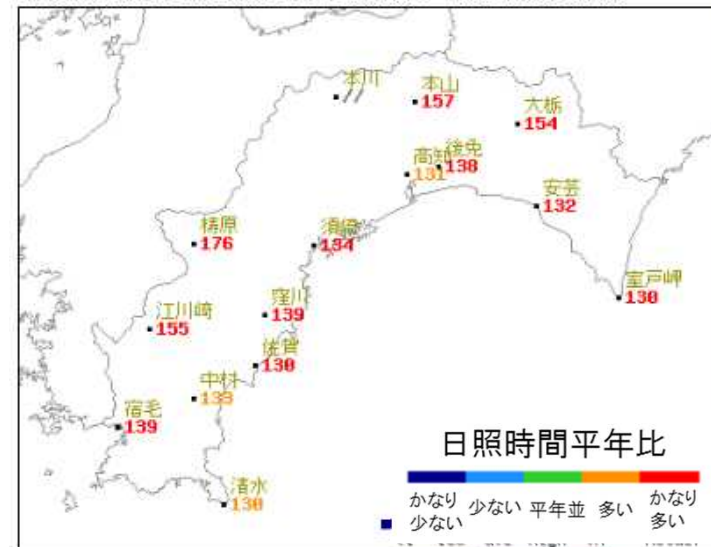 本川
//
本山
157
大栃
154
高知
131
後免
138
安芸
132
梼原
176
須崎
134
室戸岬
130
江川崎
155
窪川
139
佐賀
130
中村
133
宿毛
139
清水
130
日照時間平年比
かなり少ない
少ない
平年並
多い
かなり多い